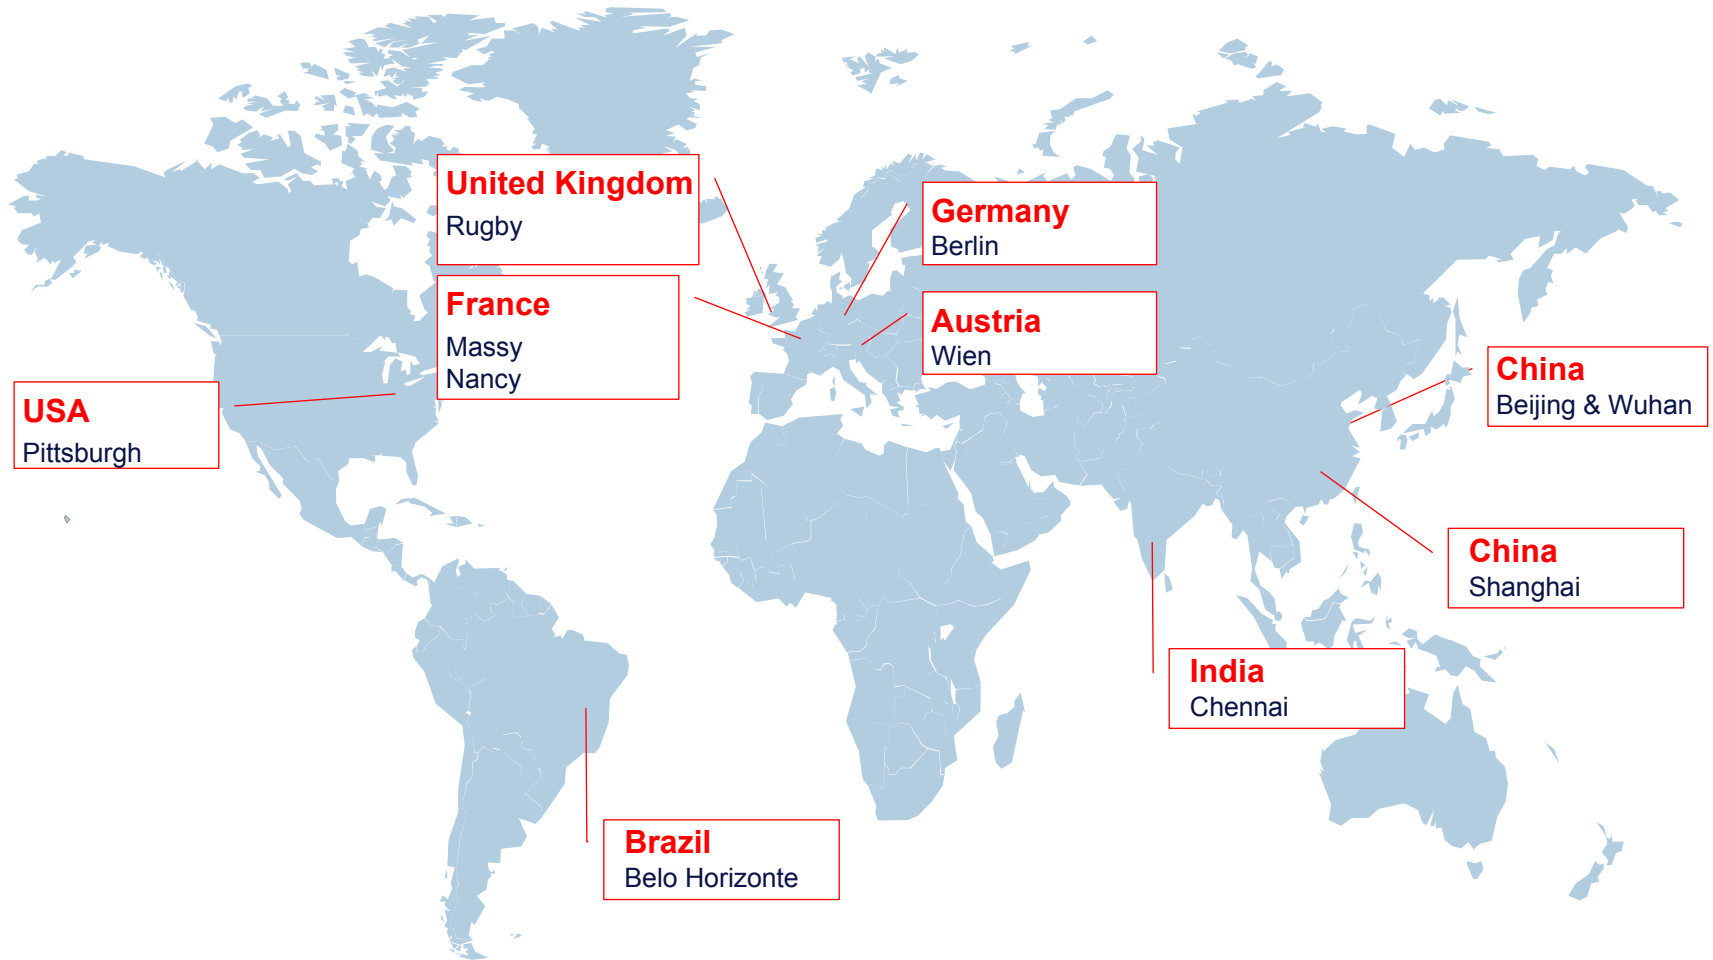 United Kingdom
Rugby
Germany
Berlin
France
Massy
Nancy
Austria
Wien
USA
Pittsburgh
China
Beijing & Wuhan
China
Shanghai
India
Chennai
Brazil
Belo Horizonte